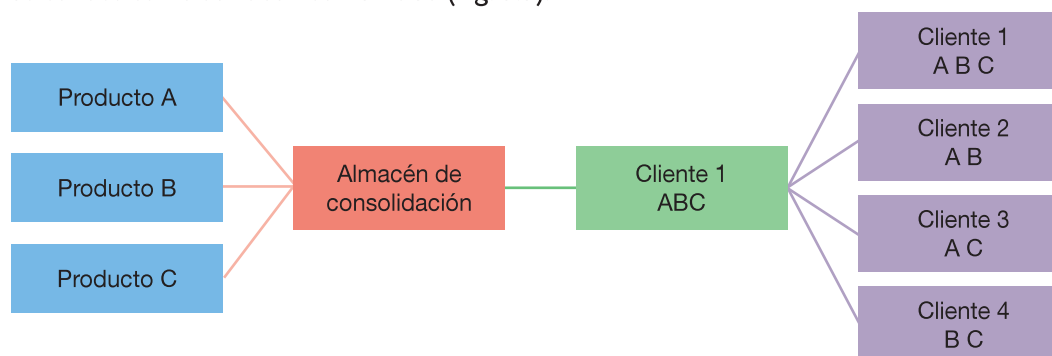 Producto A
Producto B
Producto C
Almacén de
consolidación
Cliente 1
ABC
Cliente 1
A B C
Cliente 2
A B
Cliente 3
A C
Cliente 4
B C